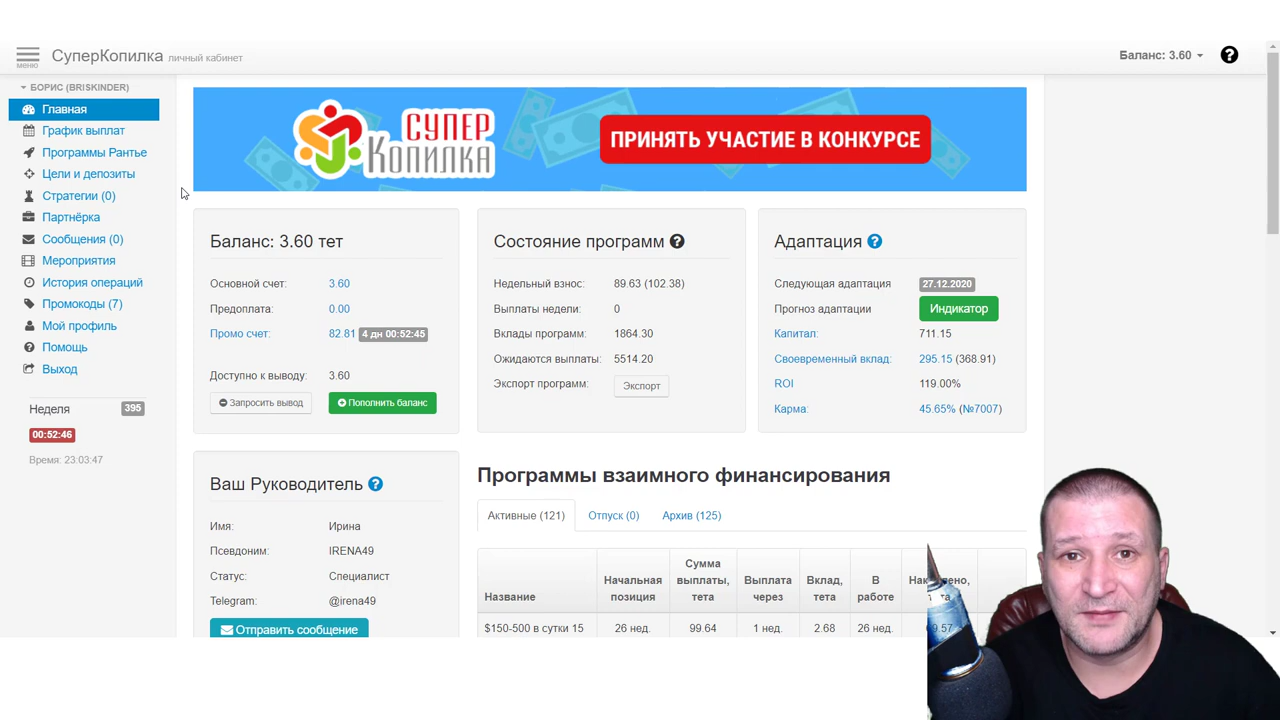 меню
СуперКопилка личный кабинет
Баланс: 3.60
БОРИС (BRISKINDER)
Главная
График выплат
Программы Рантье
Цели и депозиты
Стратегии (0)
Партнёрка
Сообщения (0)
Мероприятия
История операций
Промокоды (7)
Мой профиль
Помощь
Выход
Неделя 395
00:52:46
Время: 23:03:47
СУПЕР
Копилка
ПРИНЯТЬ УЧАСТИЕ В КОНКУРСЕ
Баланс: 3.60 тет
Основной счет: 3.60
Предоплата: 0.00
Промо счет: 82.81 4 дн 00:52:45
Доступно к выводу: 3.60
Запросить вывод Пополнить баланс
Состояние программ
Недельный взнос: 89.63 (102.38)
Выплаты недели: 0
Вклады программ: 1864.30
Ожидаются выплаты: 5514.20
Экспорт программ: Экспорт
Адаптация
Следующая адаптация 27.12.2020
Прогноз адаптации Индикатор
Капитал: 711.15
Своевременный вклад: 295.15 (368.91)
ROI 119.00%
Карма: 45.65% (№7007)
Ваш Руководитель
Имя: Ирина
Псевдоним: IRENA49
Статус: Специалист
Telegram: @irena49
Отправить сообщение
Программы взаимного финансирования
Активные (121) Отпуск (0) Архив (125)
Название
Начальная позиция
Сумма выплаты, тета
Выплата через
Вклад, тета
В работе
$150-500 в сутки 15 26 нед. 99.64 1 нед. 2.68 26 нед.